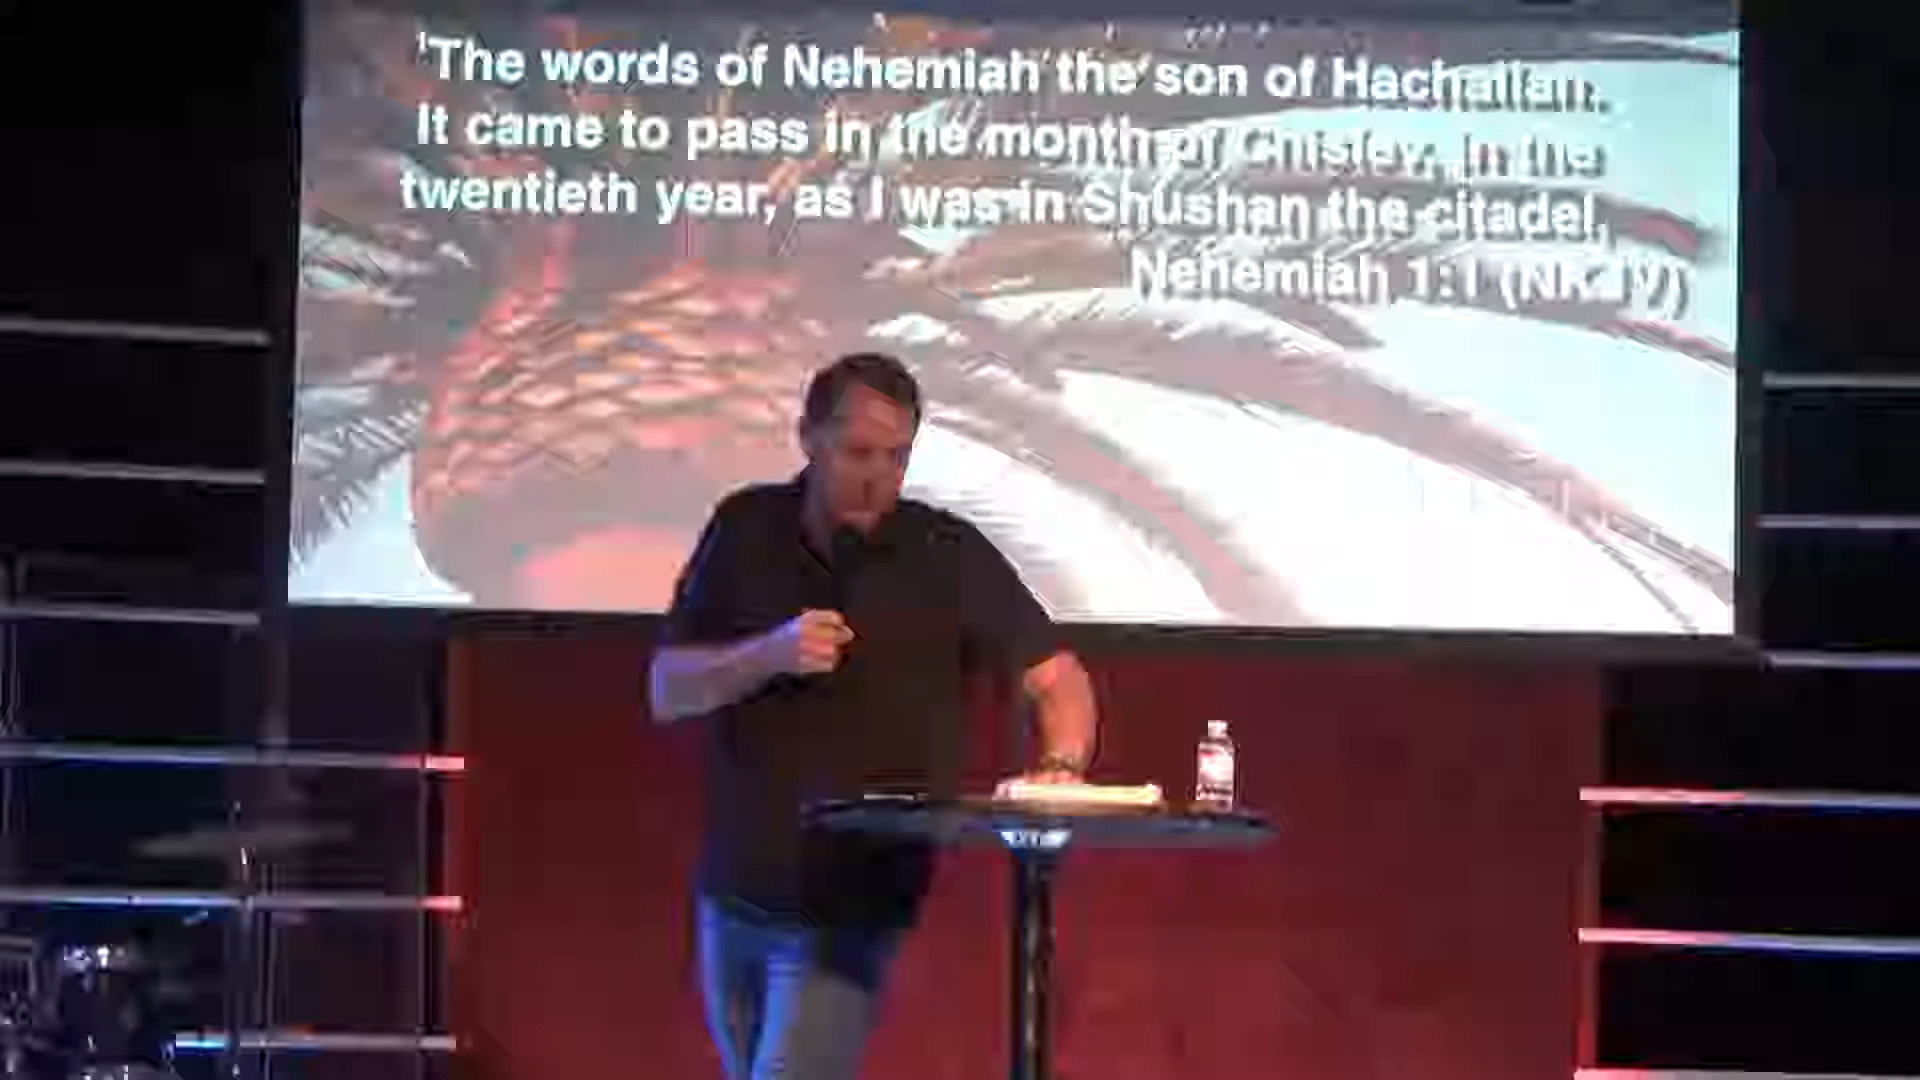 ¹The words of Nehemiah the son of Hachaliah.
It came to pass in the month of Chislev, in the
twentieth year, as I was in Shushan the citadel,
Nehemiah 1:1 (NKJV)